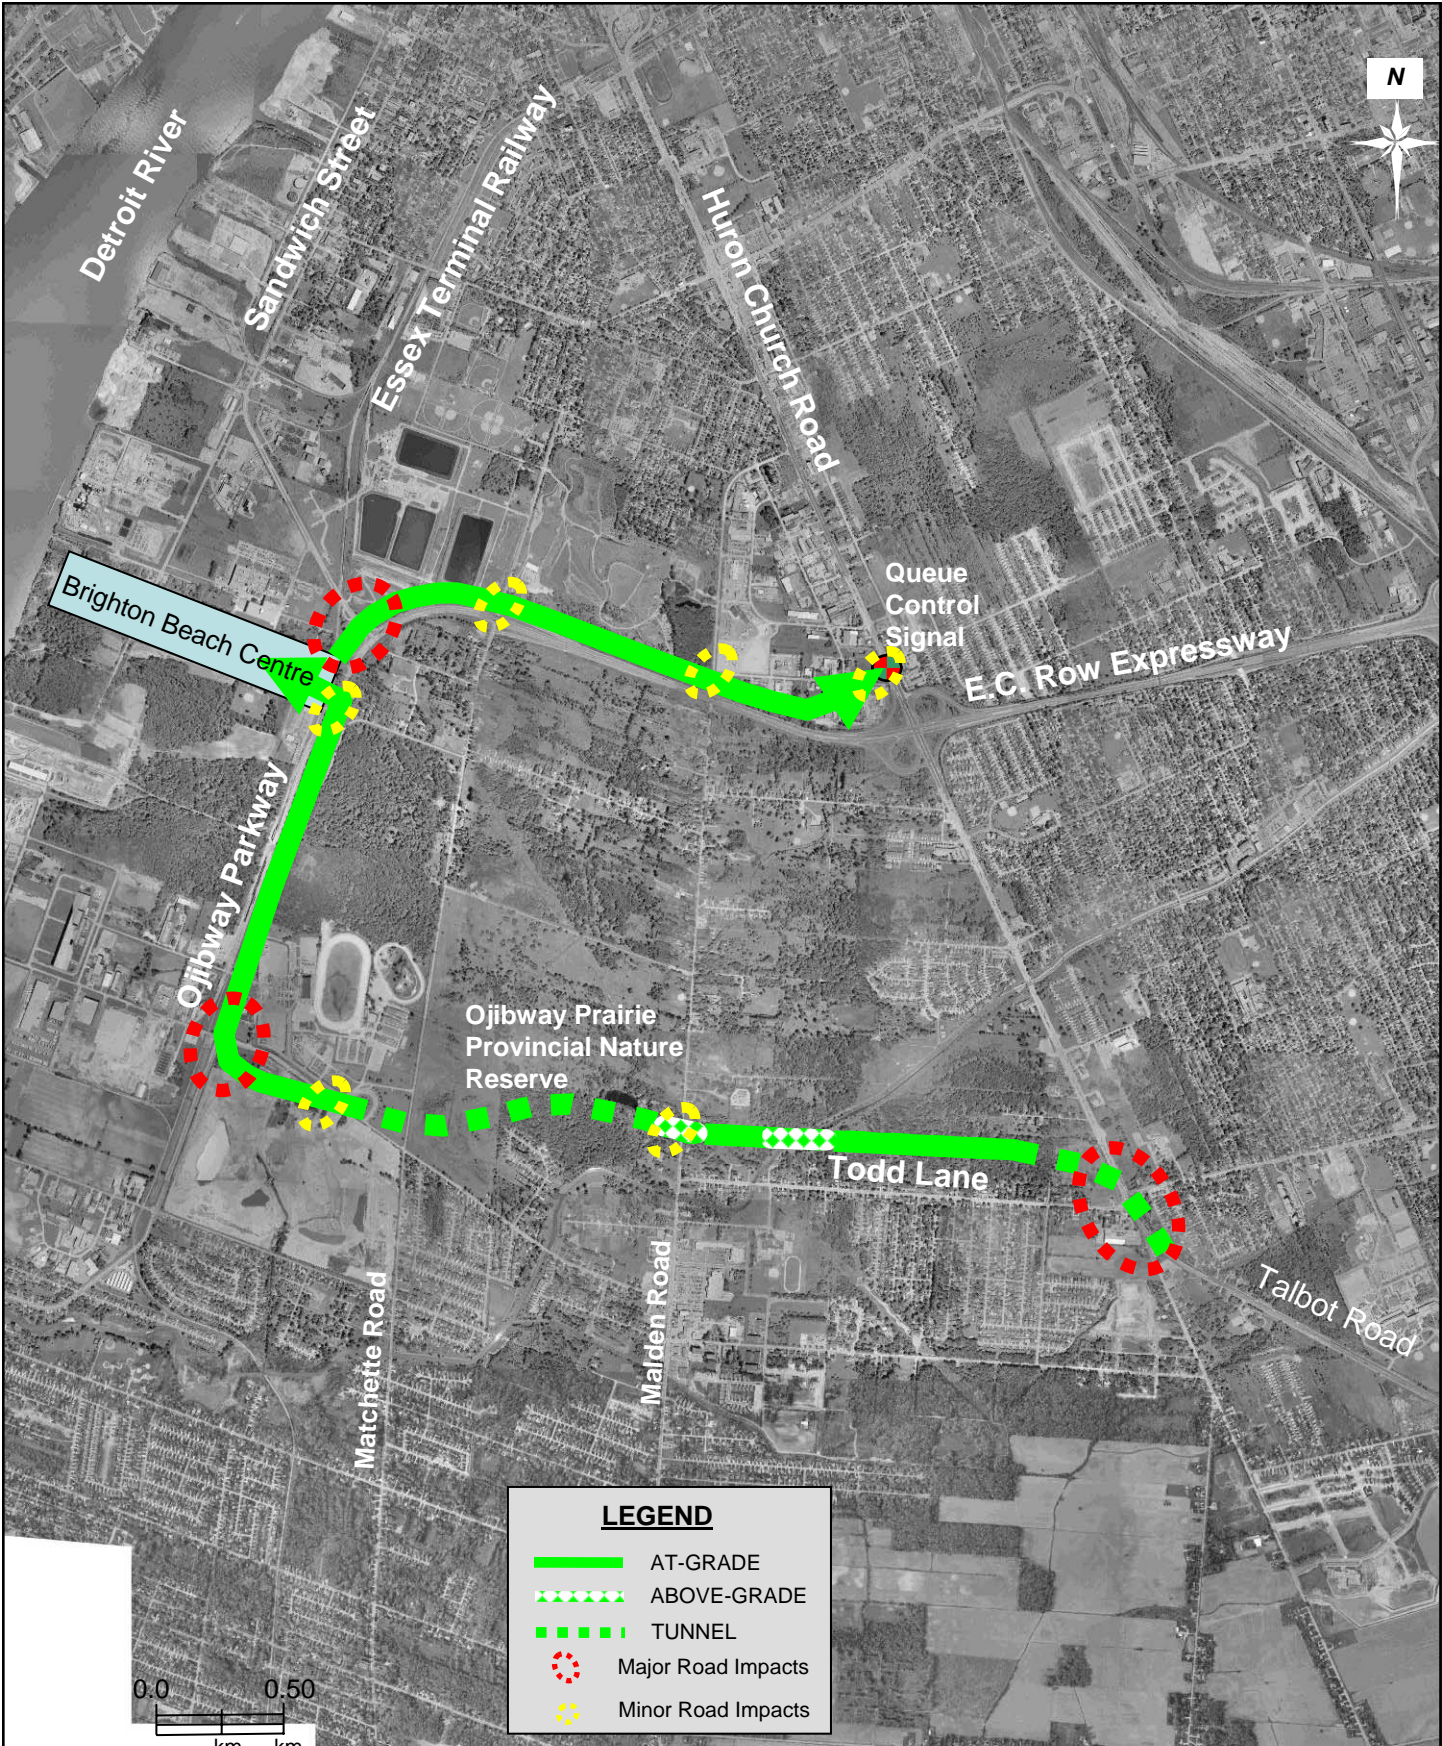 N
Detroit River
Sandwich Street
Essex Terminal Railway
Huron Church Road
Queue
Control
Signal
E.C. Row Expressway
Brighton Beach Centre
Ojibway Parkway
Ojibway Prairie
Provincial Nature
Reserve
Todd Lane
Talbot Road
Malden Road
Matchette Road
LEGEND
AT-GRADE
ABOVE-GRADE
TUNNEL
Major Road Impacts
Minor Road Impacts
0.0 0.50
km km